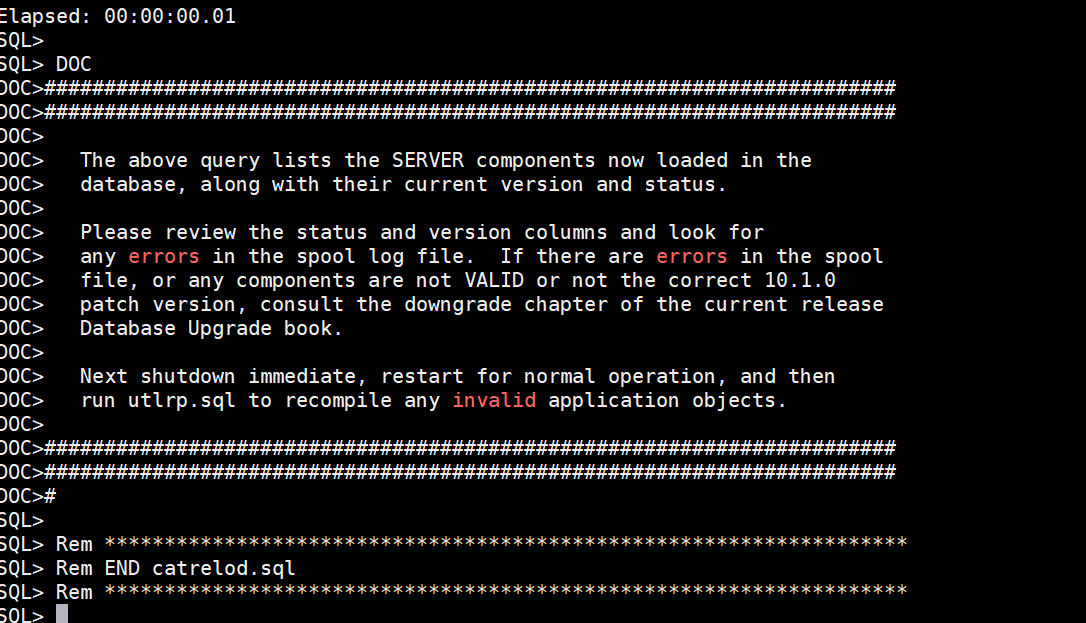 Elapsed: 00:00:00.01
SQL>
SQL> DOC
DOC>#######################################################################
DOC>#######################################################################
DOC>
DOC>   The above query lists the SERVER components now loaded in the
DOC>   database, along with their current version and status.
DOC>
DOC>   Please review the status and version columns and look for
DOC>   any errors in the spool log file.  If there are errors in the spool
DOC>   file, or any components are not VALID or not the correct 10.1.0
DOC>   patch version, consult the downgrade chapter of the current release
DOC>   Database Upgrade book.
DOC>
DOC>   Next shutdown immediate, restart for normal operation, and then
DOC>   run utlrp.sql to recompile any invalid application objects.
DOC>
DOC>#######################################################################
DOC>#######################################################################
DOC>#
SQL>
SQL> Rem *******************************************************************
SQL> Rem END catrelod.sql
SQL> Rem *******************************************************************
SQL>